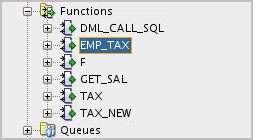 Functions
DML_CALL_SQL
EMP_TAX
F
GET_SAL
TAX
TAX_NEW
Queues